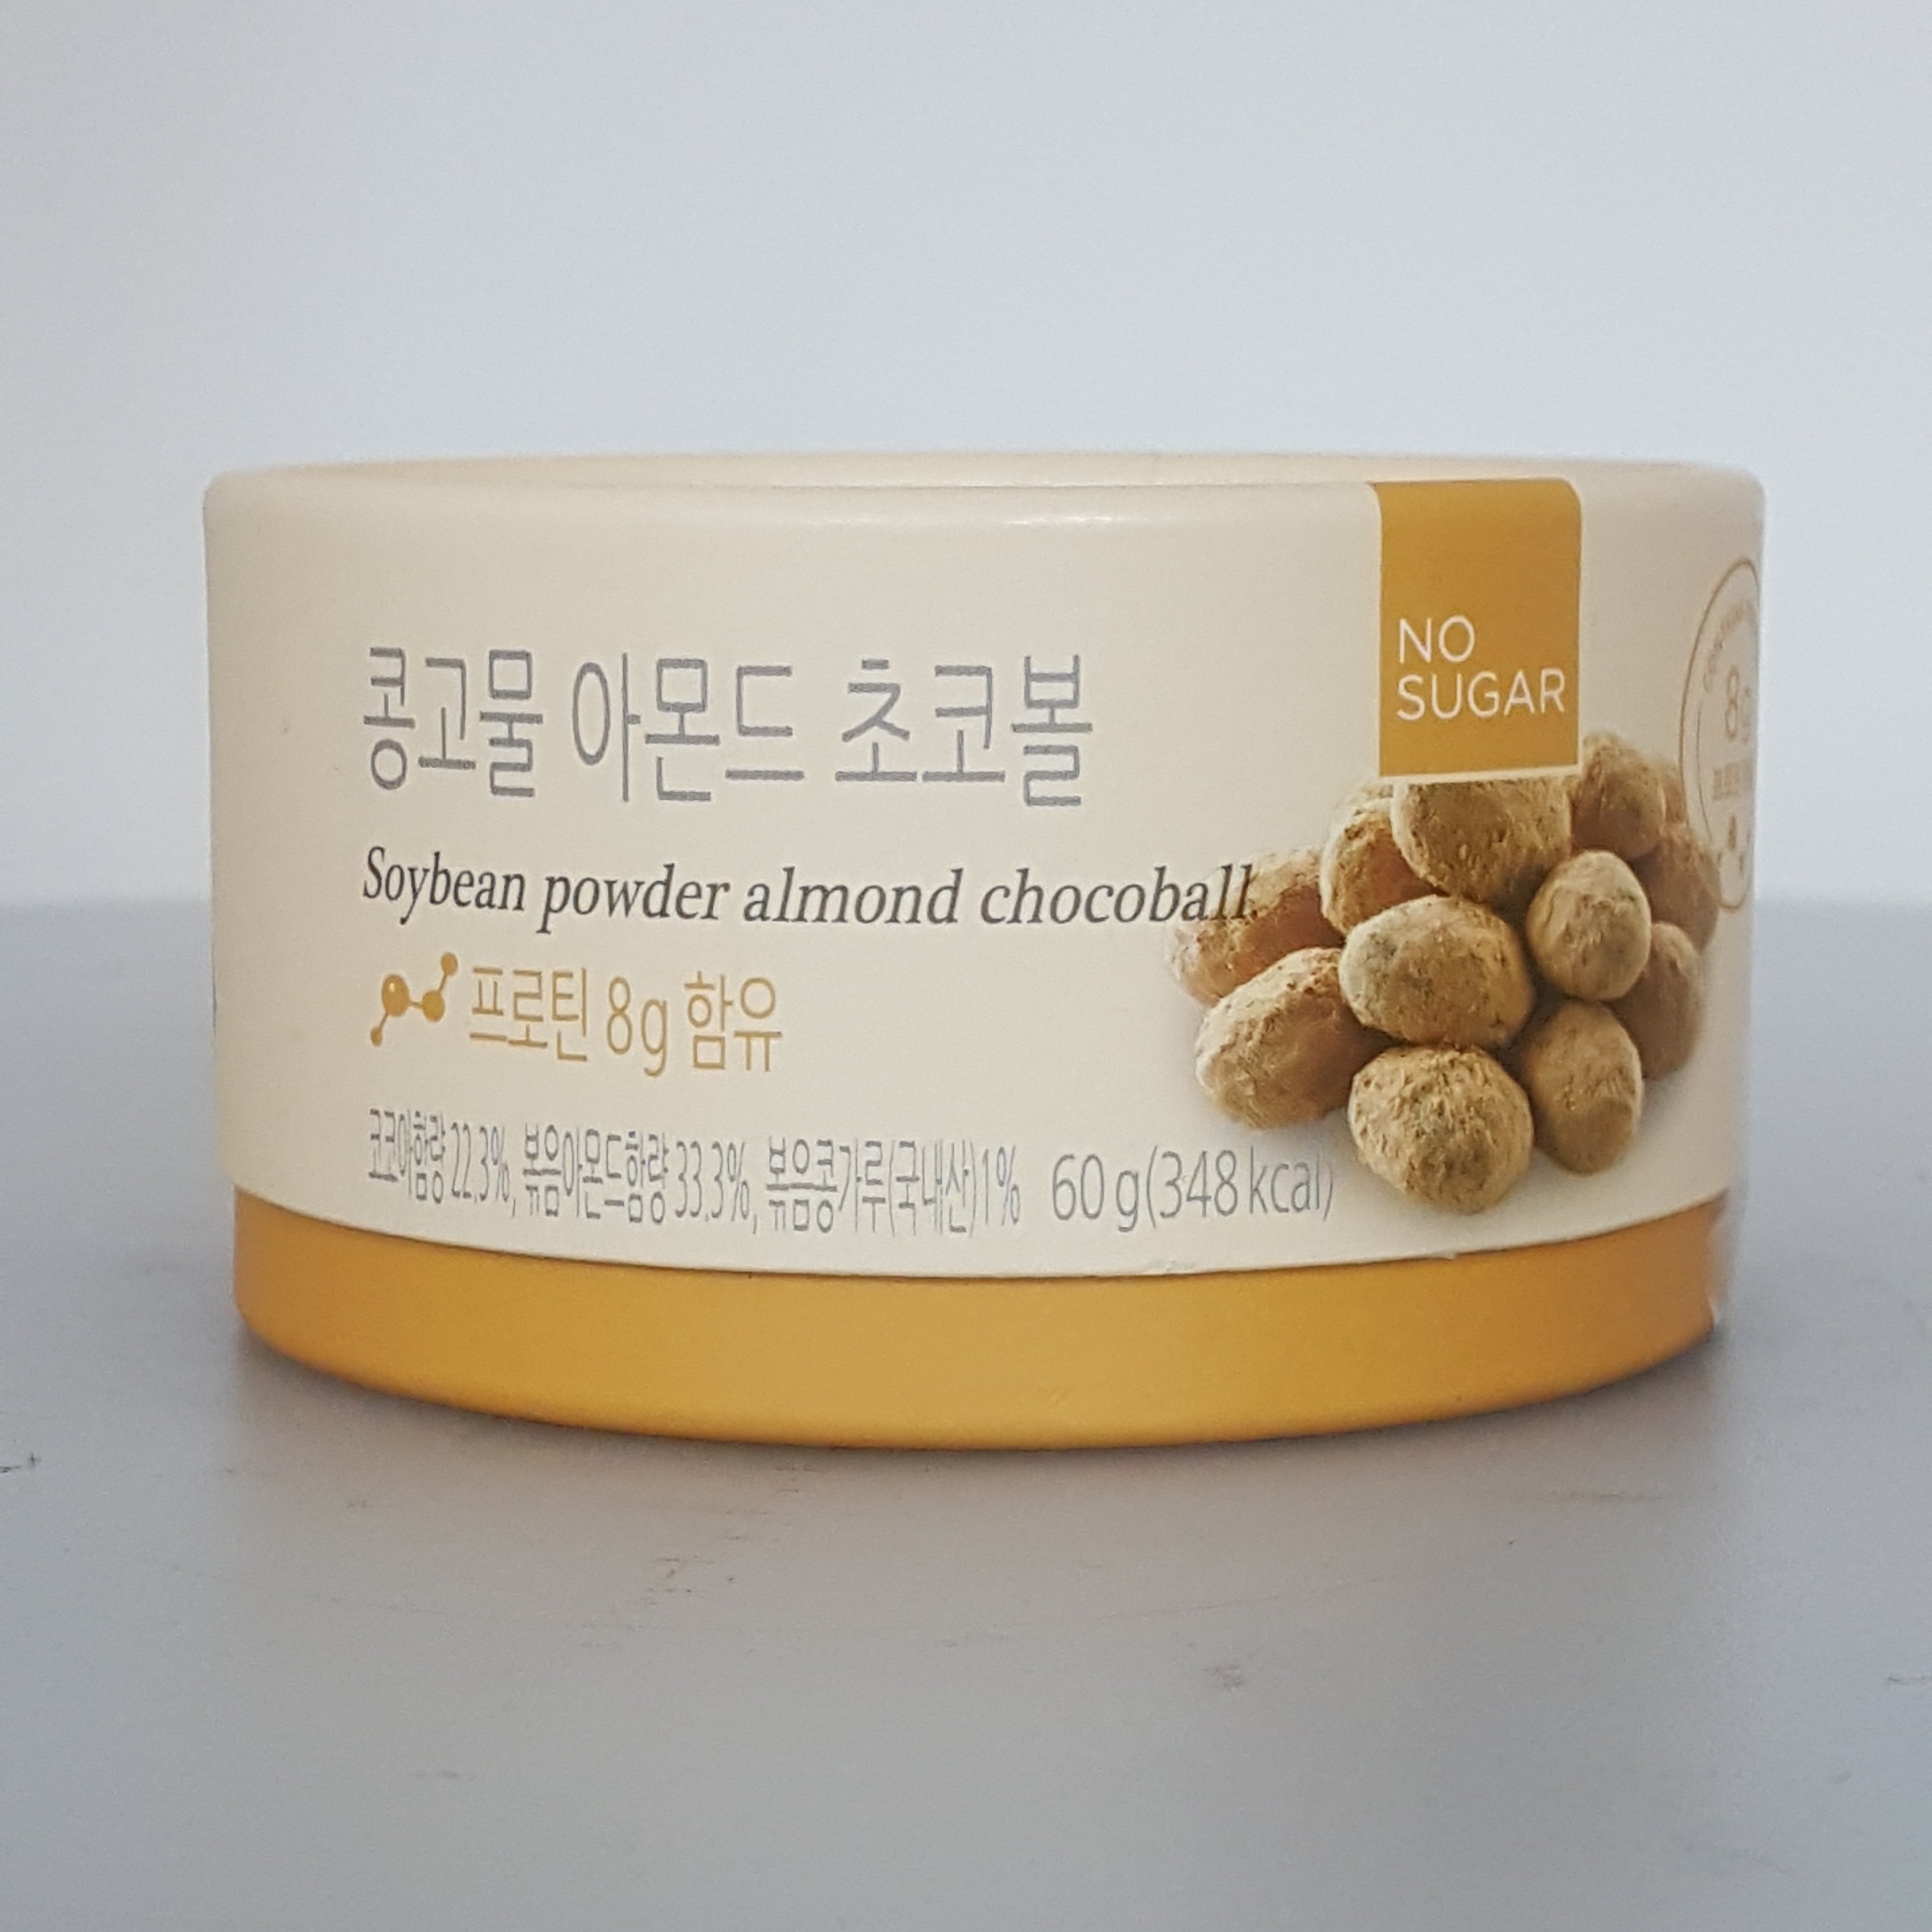 콩고물 아몬드 초코볼
Soybean powder almond chocoball
프로틴 8g 함유
코코아함량 22.3%, 볶음아몬드함량 33.3%, 볶음콩가루(국내산)1% 60g(348kcal)
NO
SUGAR
8g